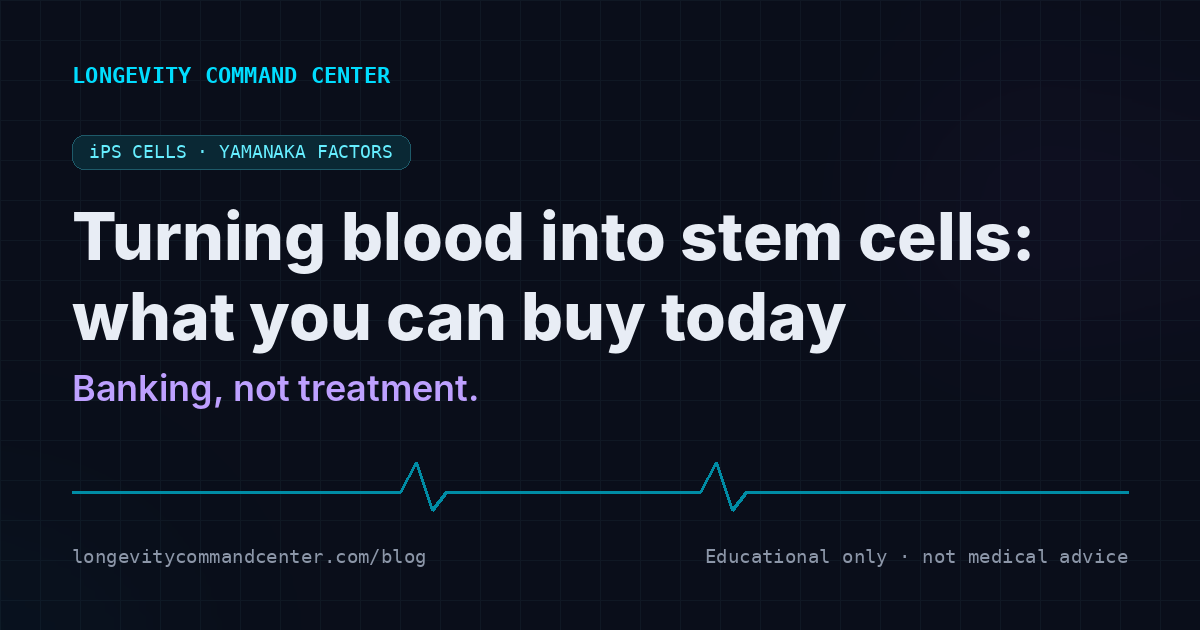 LONGEVITY COMMAND CENTER
iPS CELLS · YAMANAKA FACTORS
Turning blood into stem cells:
what you can buy today
Banking, not treatment.
longevitycommandcenter.com/blog
Educational only · not medical advice